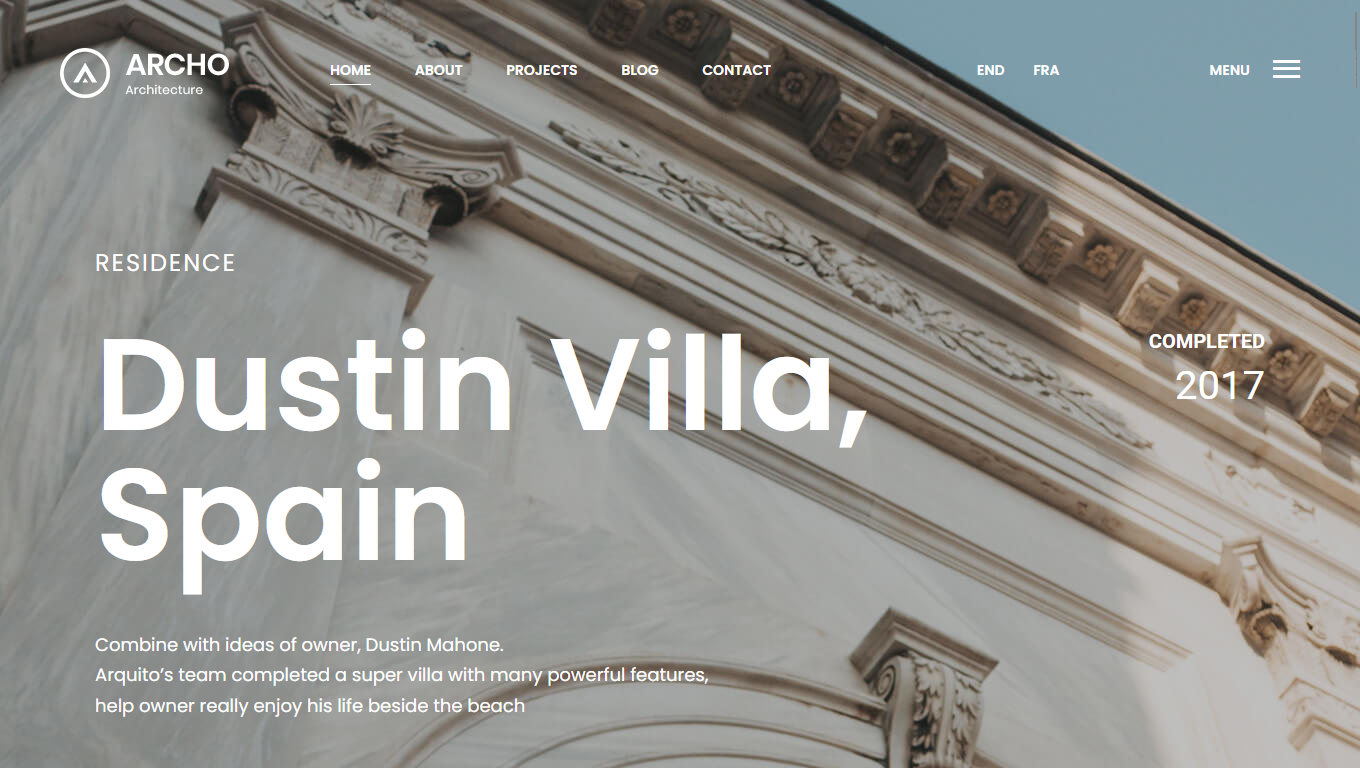 ARCHO
Architecture
HOME ABOUT PROJECTS BLOG CONTACT END FRA MENU
RESIDENCE
Dustin Villa,
Spain
COMPLETED
2017
Combine with ideas of owner, Dustin Mahone.
Arquito’s team completed a super villa with many powerful features,
help owner really enjoy his life beside the beach